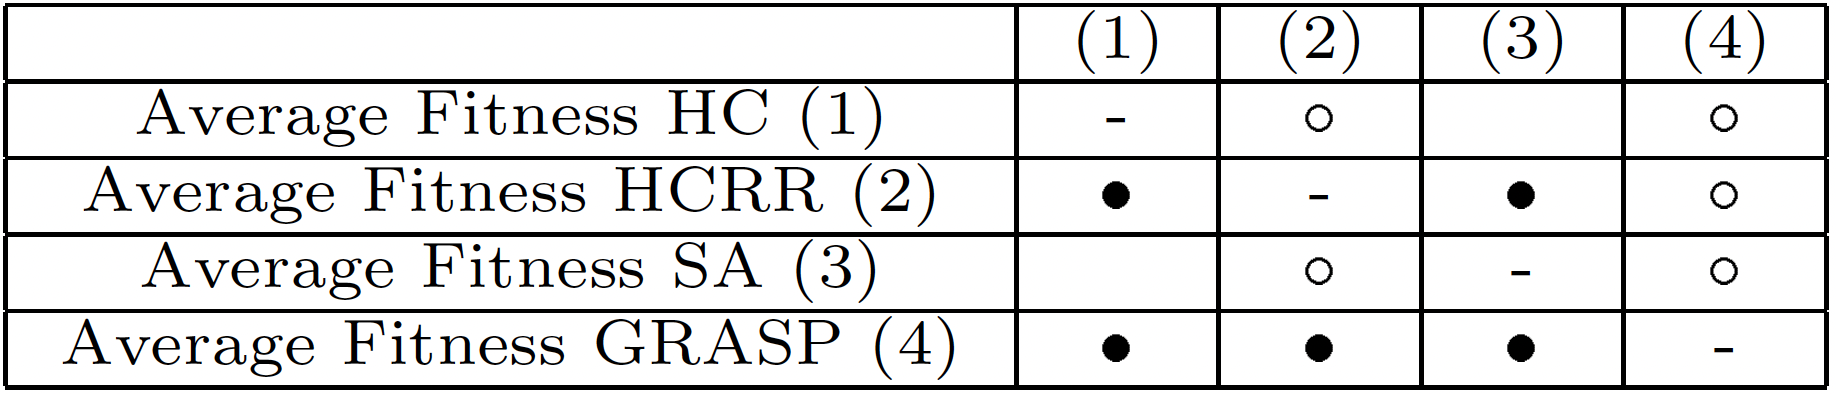 (1) (2) (3) (4)
Average Fitness HC (1) - ○ ○
Average Fitness HCRR (2) ● - ● ○
Average Fitness SA (3) ○ - ○
Average Fitness GRASP (4) ● ● ● -